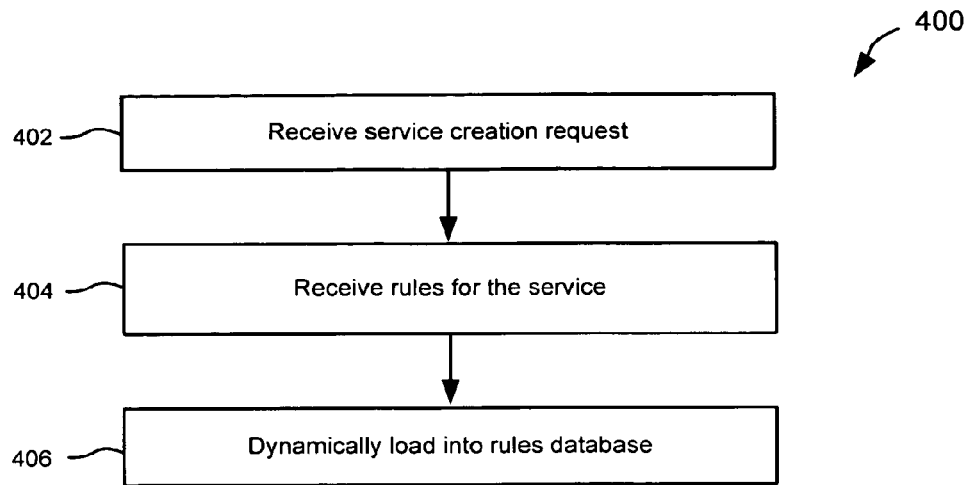 400
402
Receive service creation request
404
Receive rules for the service
406
Dynamically load into rules database